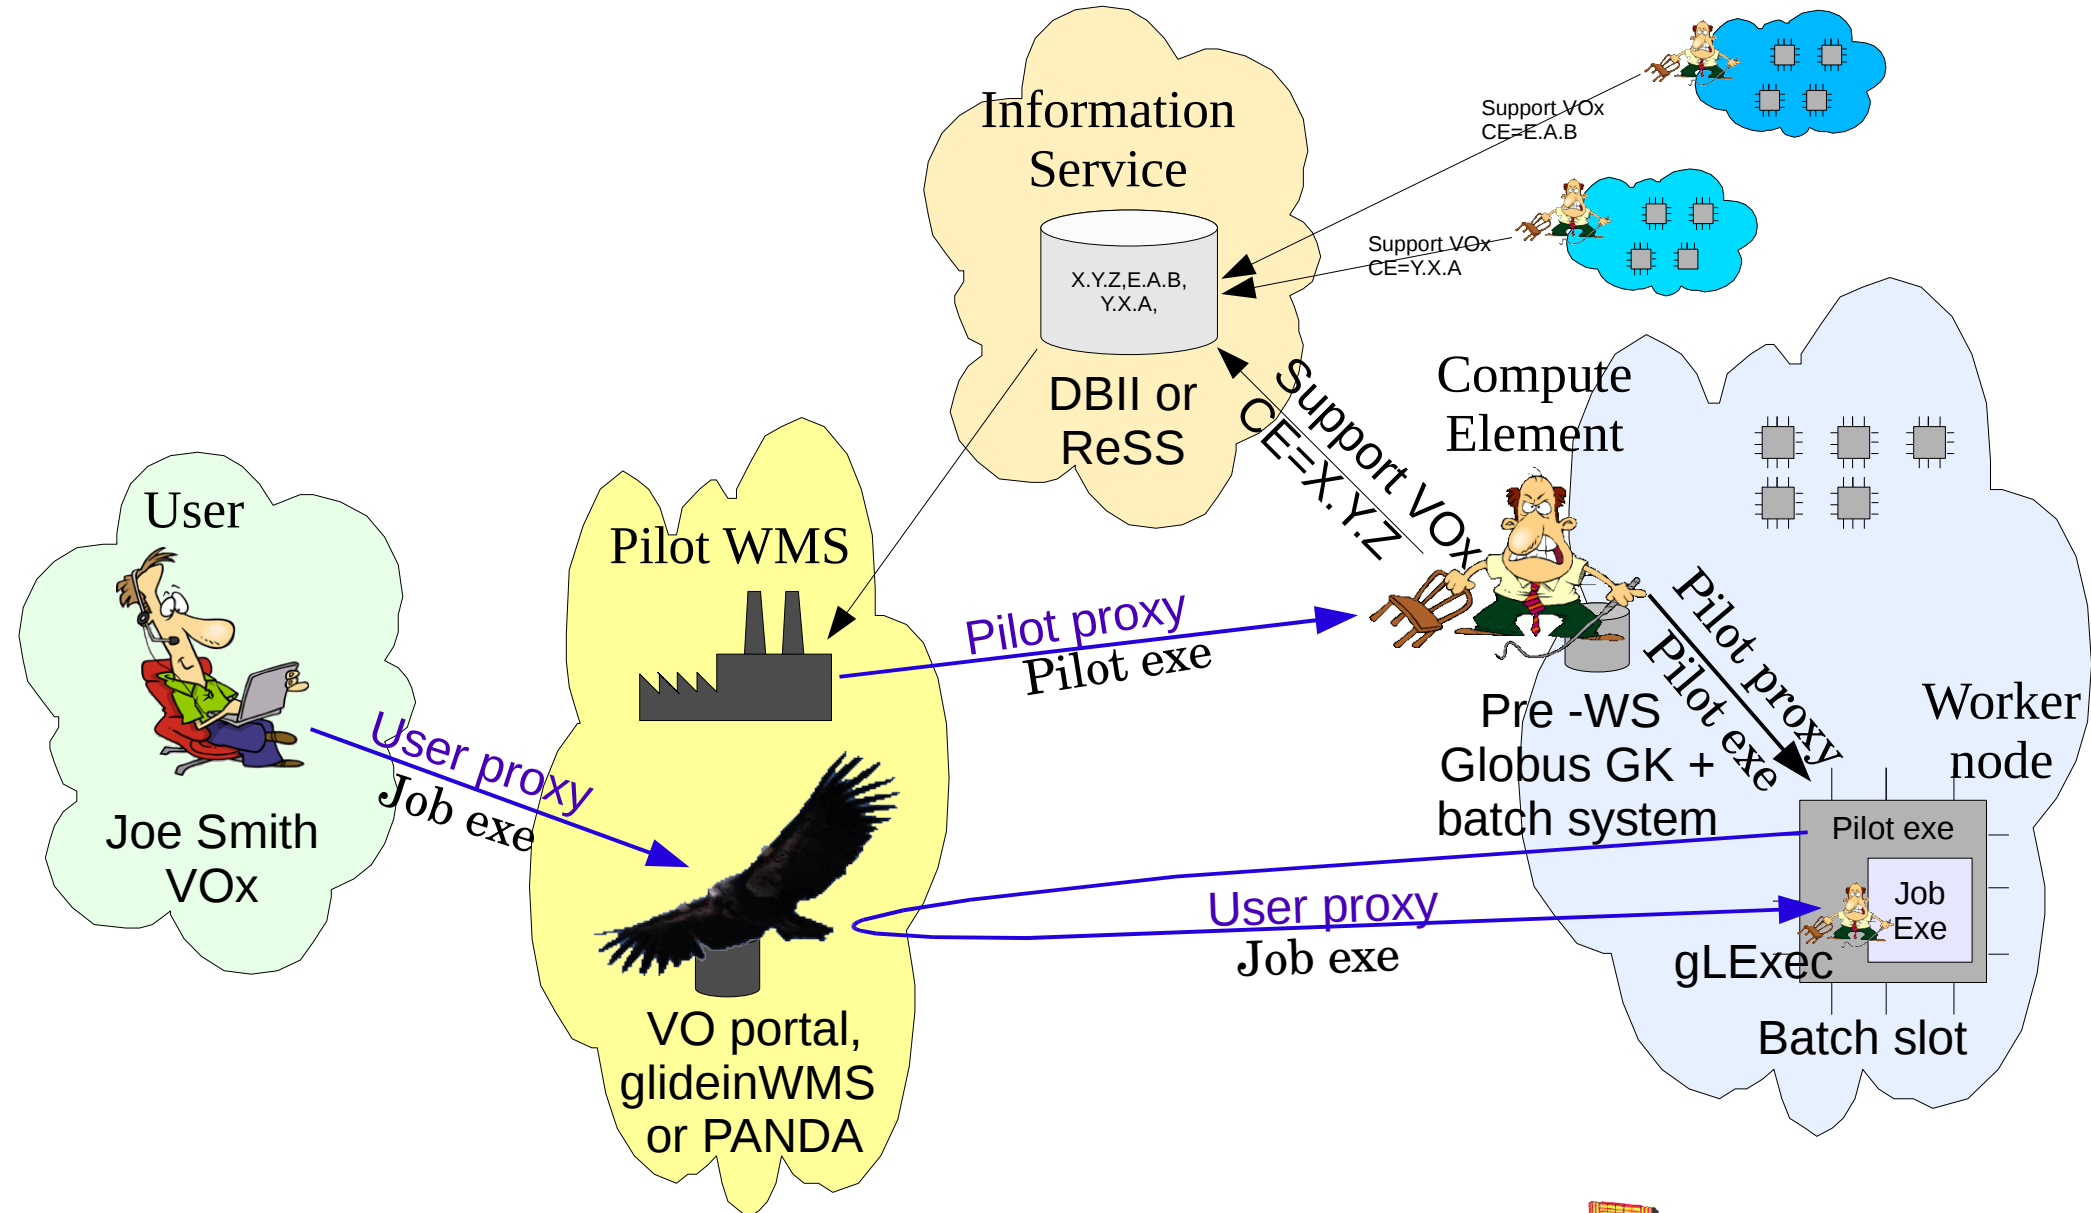 Information
Service
X.Y.Z,E.A.B,
Y.X.A,
DBII or
ReSS
Support VOx
CE=E.A.B
Support VOx
CE=Y.X.A
Support VOx
CE=X.Y.Z
Compute
Element
Pre -WS
Globus GK +
batch system
User
Joe Smith
VOx
User proxy
Job exe
Pilot WMS
VO portal,
glideinWMS
or PANDA
Pilot proxy
Pilot exe
Pilot proxy
Pilot exe
Worker
node
Pilot exe
Job
Exe
gLExec
Batch slot
User proxy
Job exe